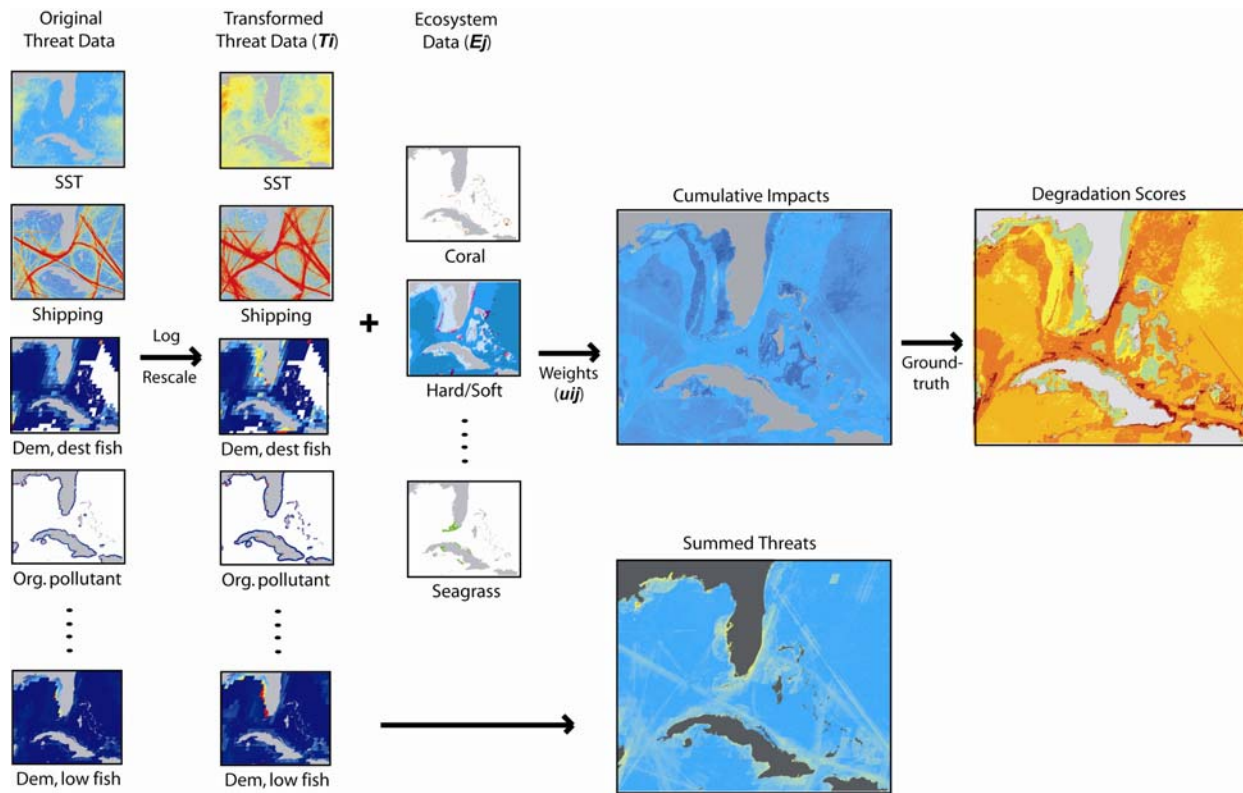 Original
Threat Data
Transformed
Threat Data (Ti)
Ecosystem
Data (Ej)
SST
SST
Shipping
Shipping
Dem, dest fish
Dem, dest fish
Org. pollutant
Org. pollutant
Dem, low fish
Dem, low fish
Log
Rescale
+
Coral
Hard/Soft
Seagrass
Weights
(uij)
Cumulative Impacts
Ground-
truth
Degradation Scores
Summed Threats